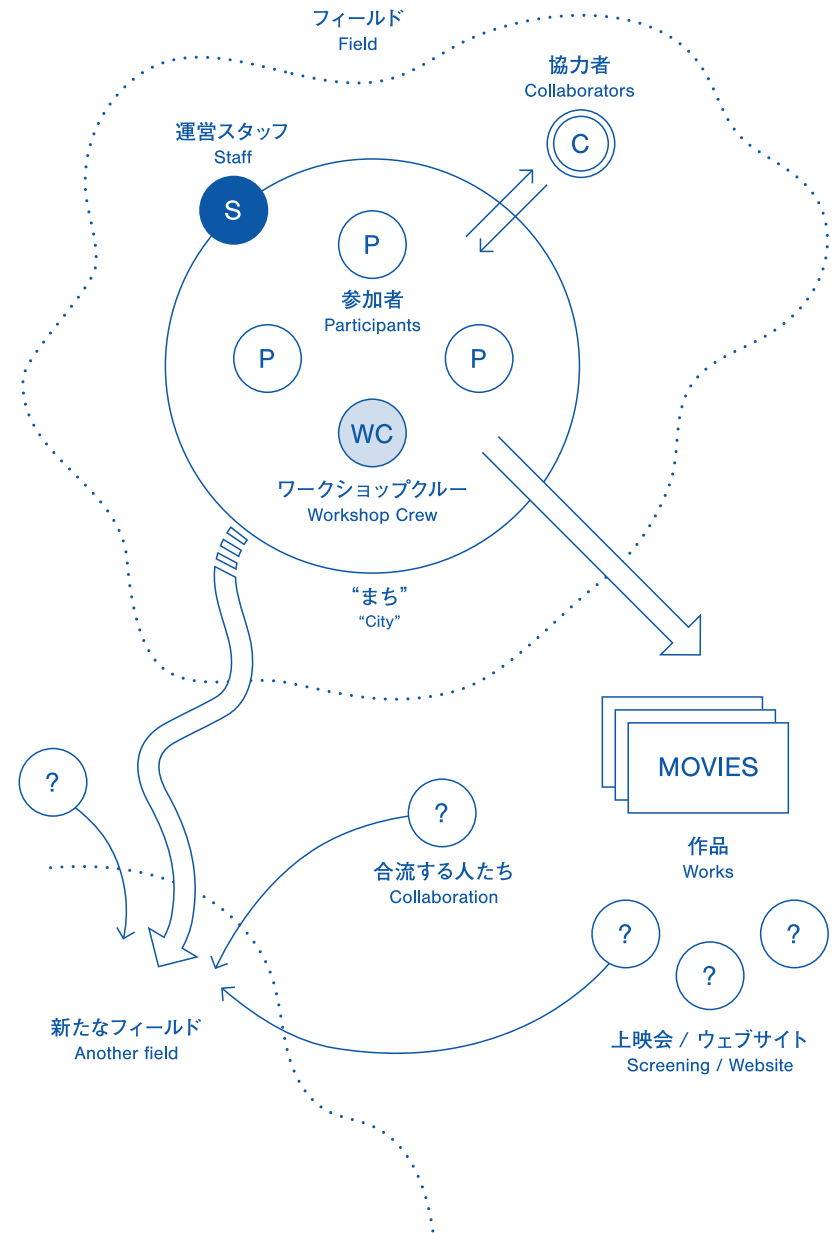 フィールド
Field
協力者
Collaborators
C
運営スタッフ
Staff
S
P
参加者
Participants
P
P
WC
ワークショップクルー
Workshop Crew
“まち”
“City”
MOVIES
作品
Works
?
?
合流する人たち
Collaboration
?
?
?
新たなフィールド
Another field
上映会 / ウェブサイト
Screening / Website